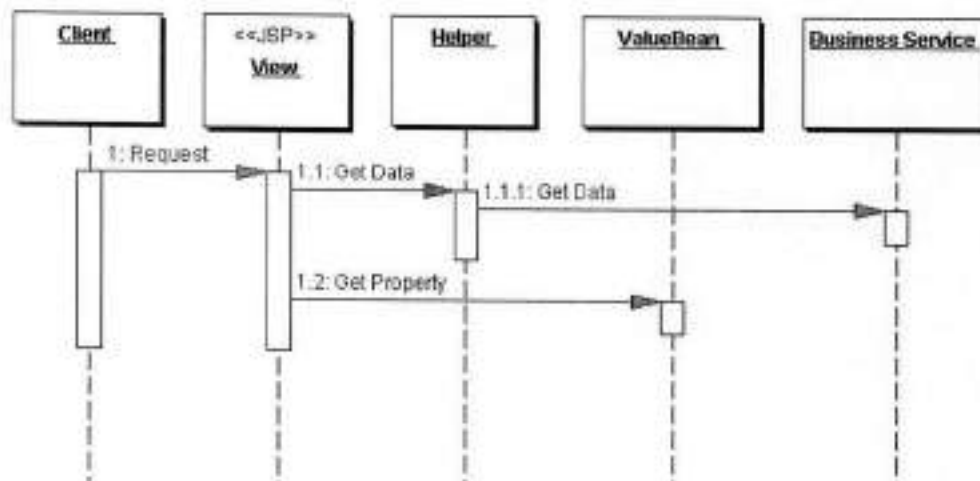 Client
<<JSP>>
View
Helper
ValueBean
Business Service
1: Request
1.1: Get Data
1.1.1: Get Data
1.2: Get Property